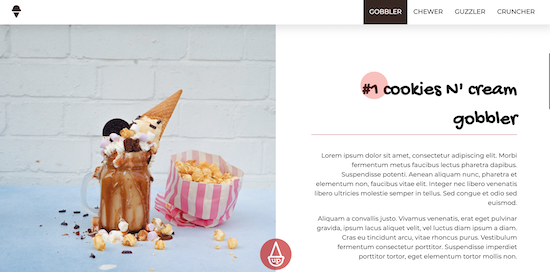 GOBBLER CHEWER GUZZLER CRUNCHER
#1 cookies N' cream
gobbler
Lorem ipsum dolor sit amet, consectetur adipiscing elit. Morbi
fermentum metus faucibus lectus pharetra dapibus.
Suspendisse potenti. Aenean aliquam nunc, pharetra et
elementum non, faucibus vitae elit. Integer nec libero venenatis
libero ultricies molestie semper in tellus. Sed congue et odio sed
euismod.
Aliquam a convallis justo. Vivamus venenatis, erat eget pulvinar
gravida, ipsum lacus aliquet velit, vel luctus diam ipsum a diam.
Cras eu tincidunt arcu, vitae rhoncus purus. Vestibulum
fermentum consectetur porttitor. Suspendisse imperdiet
porttitor tortor, eget elementum tortor mollis non.
up